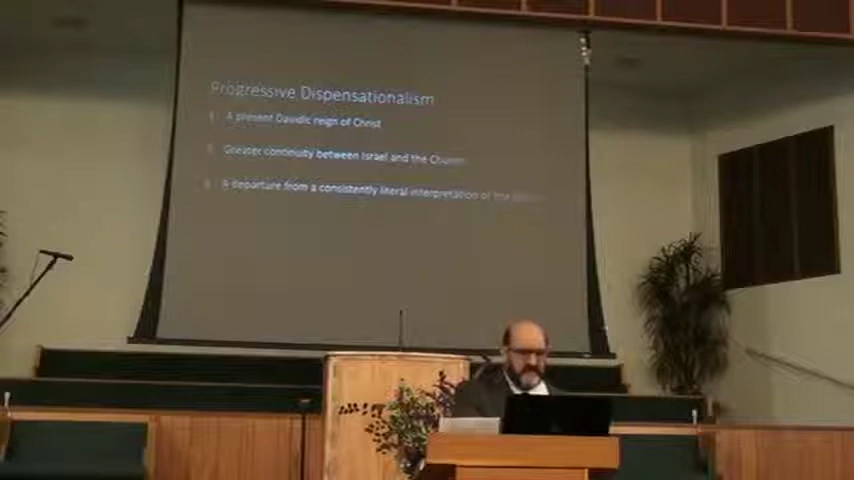 Progressive Dispensationalism
A present Davidic reign of Christ
Greater continuity between Israel and the Church
A departure from a consistently literal interpretation of the